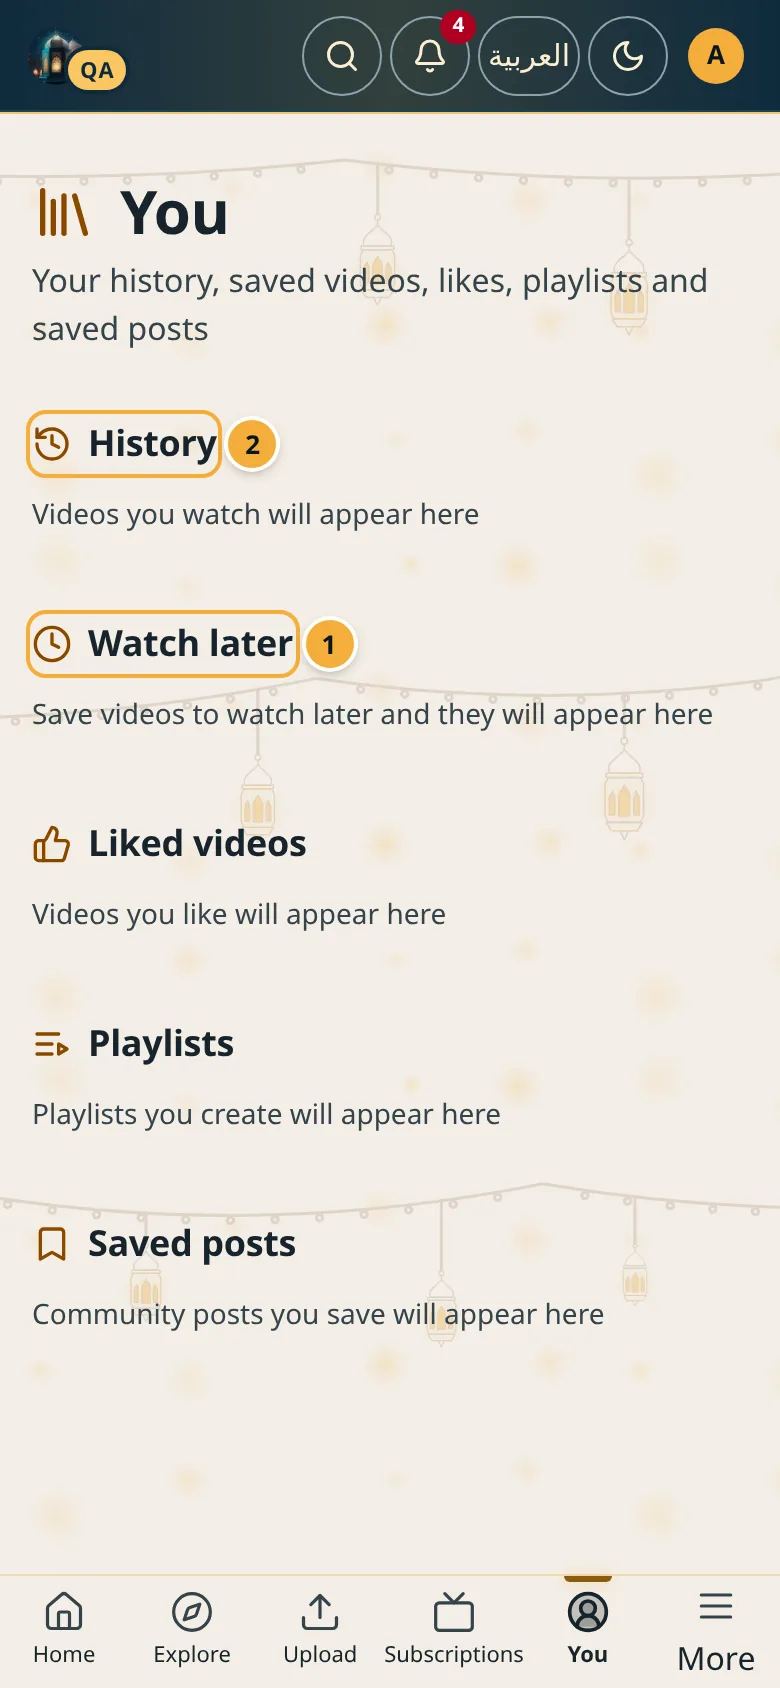 QA
4
العربية
A
You
Your history, saved videos, likes, playlists and
saved posts
History 2
Videos you watch will appear here
Watch later 1
Save videos to watch later and they will appear here
Liked videos
Videos you like will appear here
Playlists
Playlists you create will appear here
Saved posts
Community posts you save will appear here
Home Explore Upload Subscriptions You More